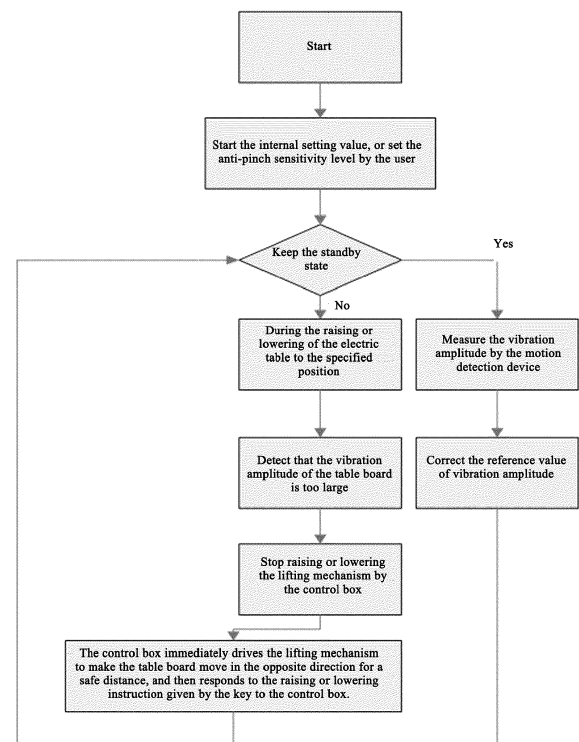 Start
Start the internal setting value, or set the
anti-pinch sensitivity level by the user
Keep the standby
state
Yes
No
During the raising or
lowering of the electric
table to the specified
position
Measure the vibration
amplitude by the motion
detection device
Detect that the vibration
amplitude of the table board
is too large
Correct the reference value
of vibration amplitude
Stop raising or lowering
the lifting mechanism by
the control box
The control box immediately drives the lifting mechanism
to make the table board move in the opposite direction for a
safe distance, and then responds to the raising or lowering
instruction given by the key to the control box.